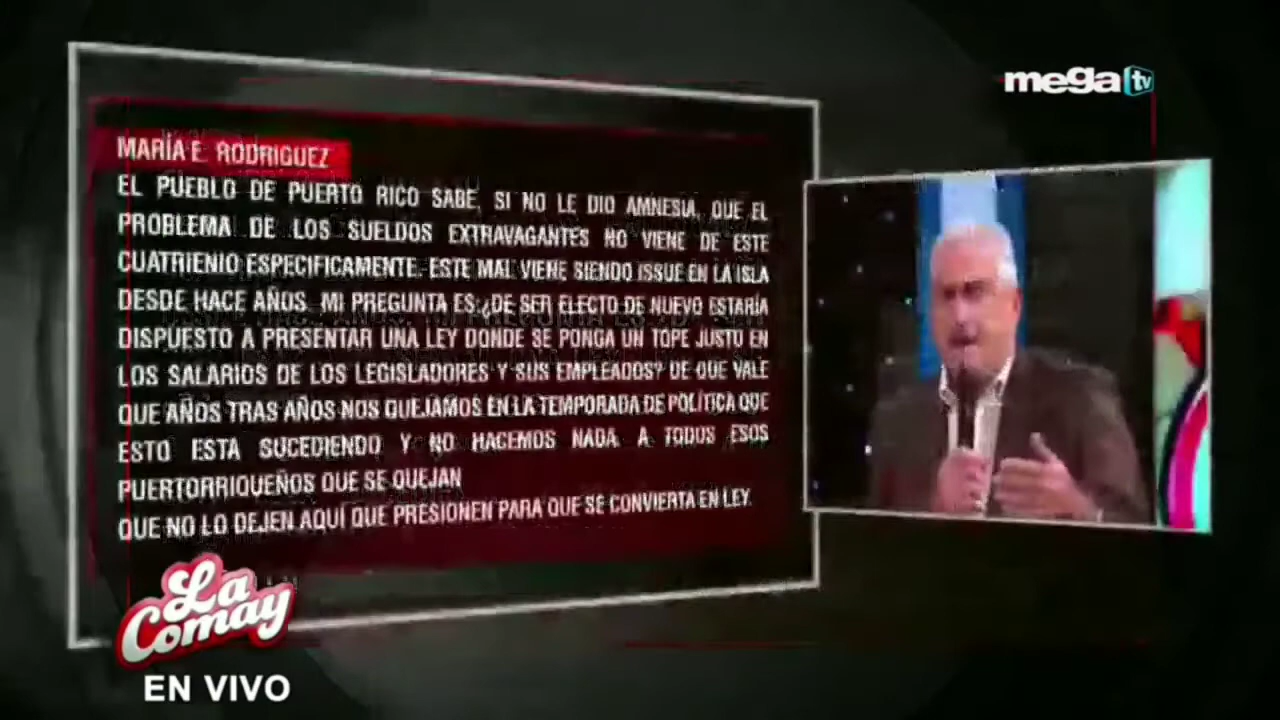 mega tv
MARÍA E. RODRIGUEZ
EL PUEBLO DE PUERTO RICO SABE, SI NO LE DIO AMNESIA, QUE EL
PROBLEMA DE LOS SUELDOS EXTRAVAGANTES NO VIENE DE ESTE
CUATRIENIO ESPECIFICAMENTE. ESTE MAL VIENE SIENDO ISSUE EN LA ISLA
DESDE HACE AÑOS. MI PREGUNTA ES:¿DE SER ELECTO DE NUEVO ESTARÍA
DISPUESTO A PRESENTAR UNA LEY DONDE SE PONGA UN TOPE JUSTO EN
LOS SALARIOS DE LOS LEGISLADORES Y SUS EMPLEADOS? DE QUE VALE
QUE AÑOS TRAS AÑOS NOS QUEJAMOS EN LA TEMPORADA DE POLÍTICA QUE
ESTO ESTA SUCEDIENDO Y NO HACEMOS NADA A TODOS ESOS
PUERTORRIQUEÑOS QUE SE QUEJAN
QUE NO LO DEJEN AQUÍ QUE PRESIONEN PARA QUE SE CONVIERTA EN LEY.
La
Comay
EN VIVO